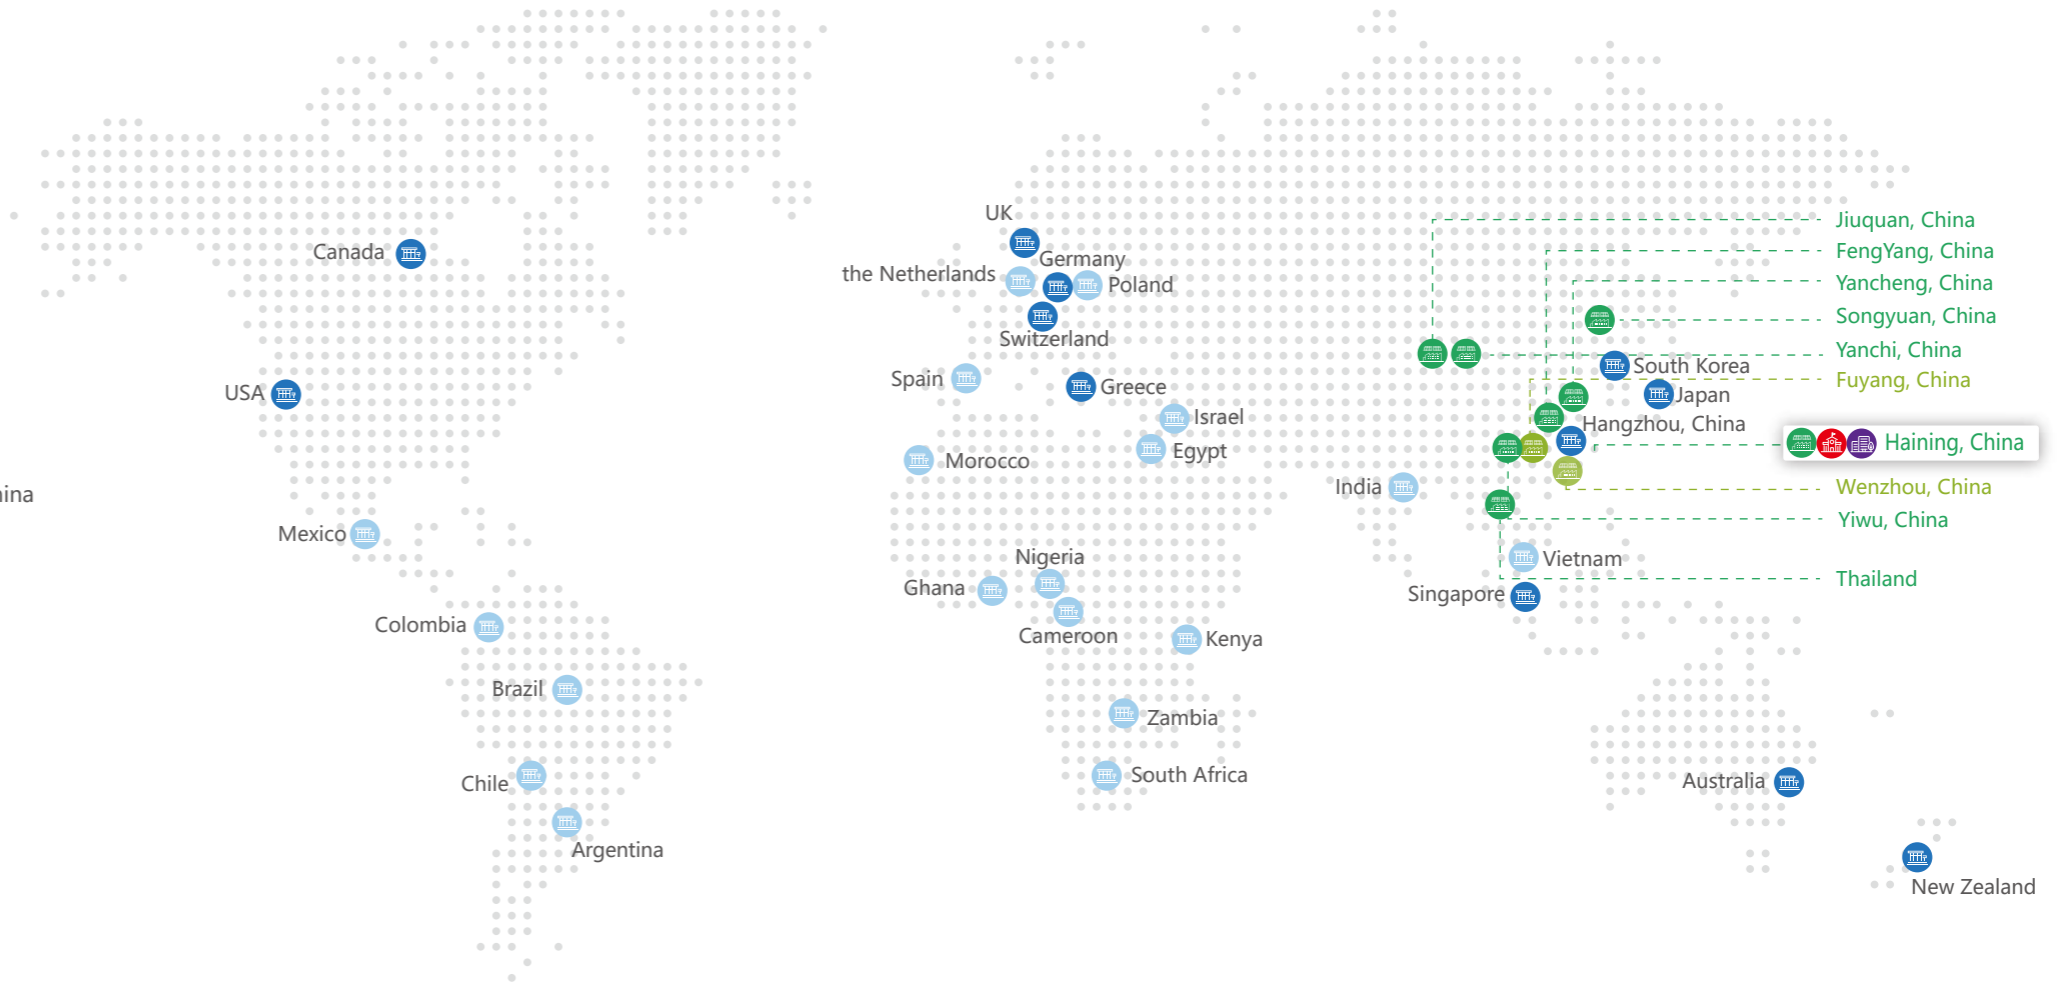 UK
Jiuquan, China
Canada
FengYang, China
Germany
the Netherlands
Poland
Yancheng, China
Songyuan, China
Switzerland
Yanchi, China
South Korea
Spain
Greece
Fuyang, China
USA
Japan
Israel
Hangzhou, China
Haining, China
Egypt
Morocco
India
Wenzhou, China
ina
Yiwu, China
Mexico
Nigeria
Vietnam
Thailand
Ghana
Singapore
Colombia
Cameroon
Kenya
Brazil
Zambia
South Africa
Chile
Australia
Argentina
New Zealand